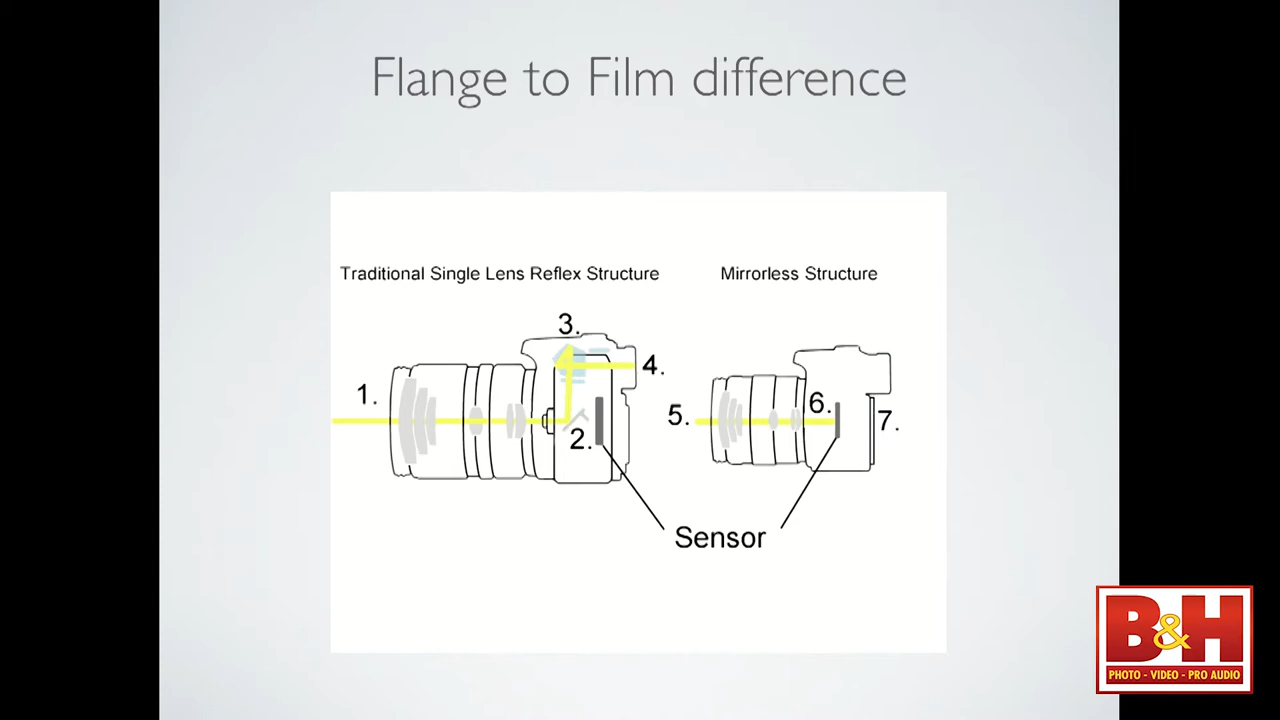 Flange to Film difference
Traditional Single Lens Reflex Structure
Mirrorless Structure
3.
1.
4.
2.
5.
6.
7.
Sensor
B&H
PHOTO - VIDEO - PRO AUDIO